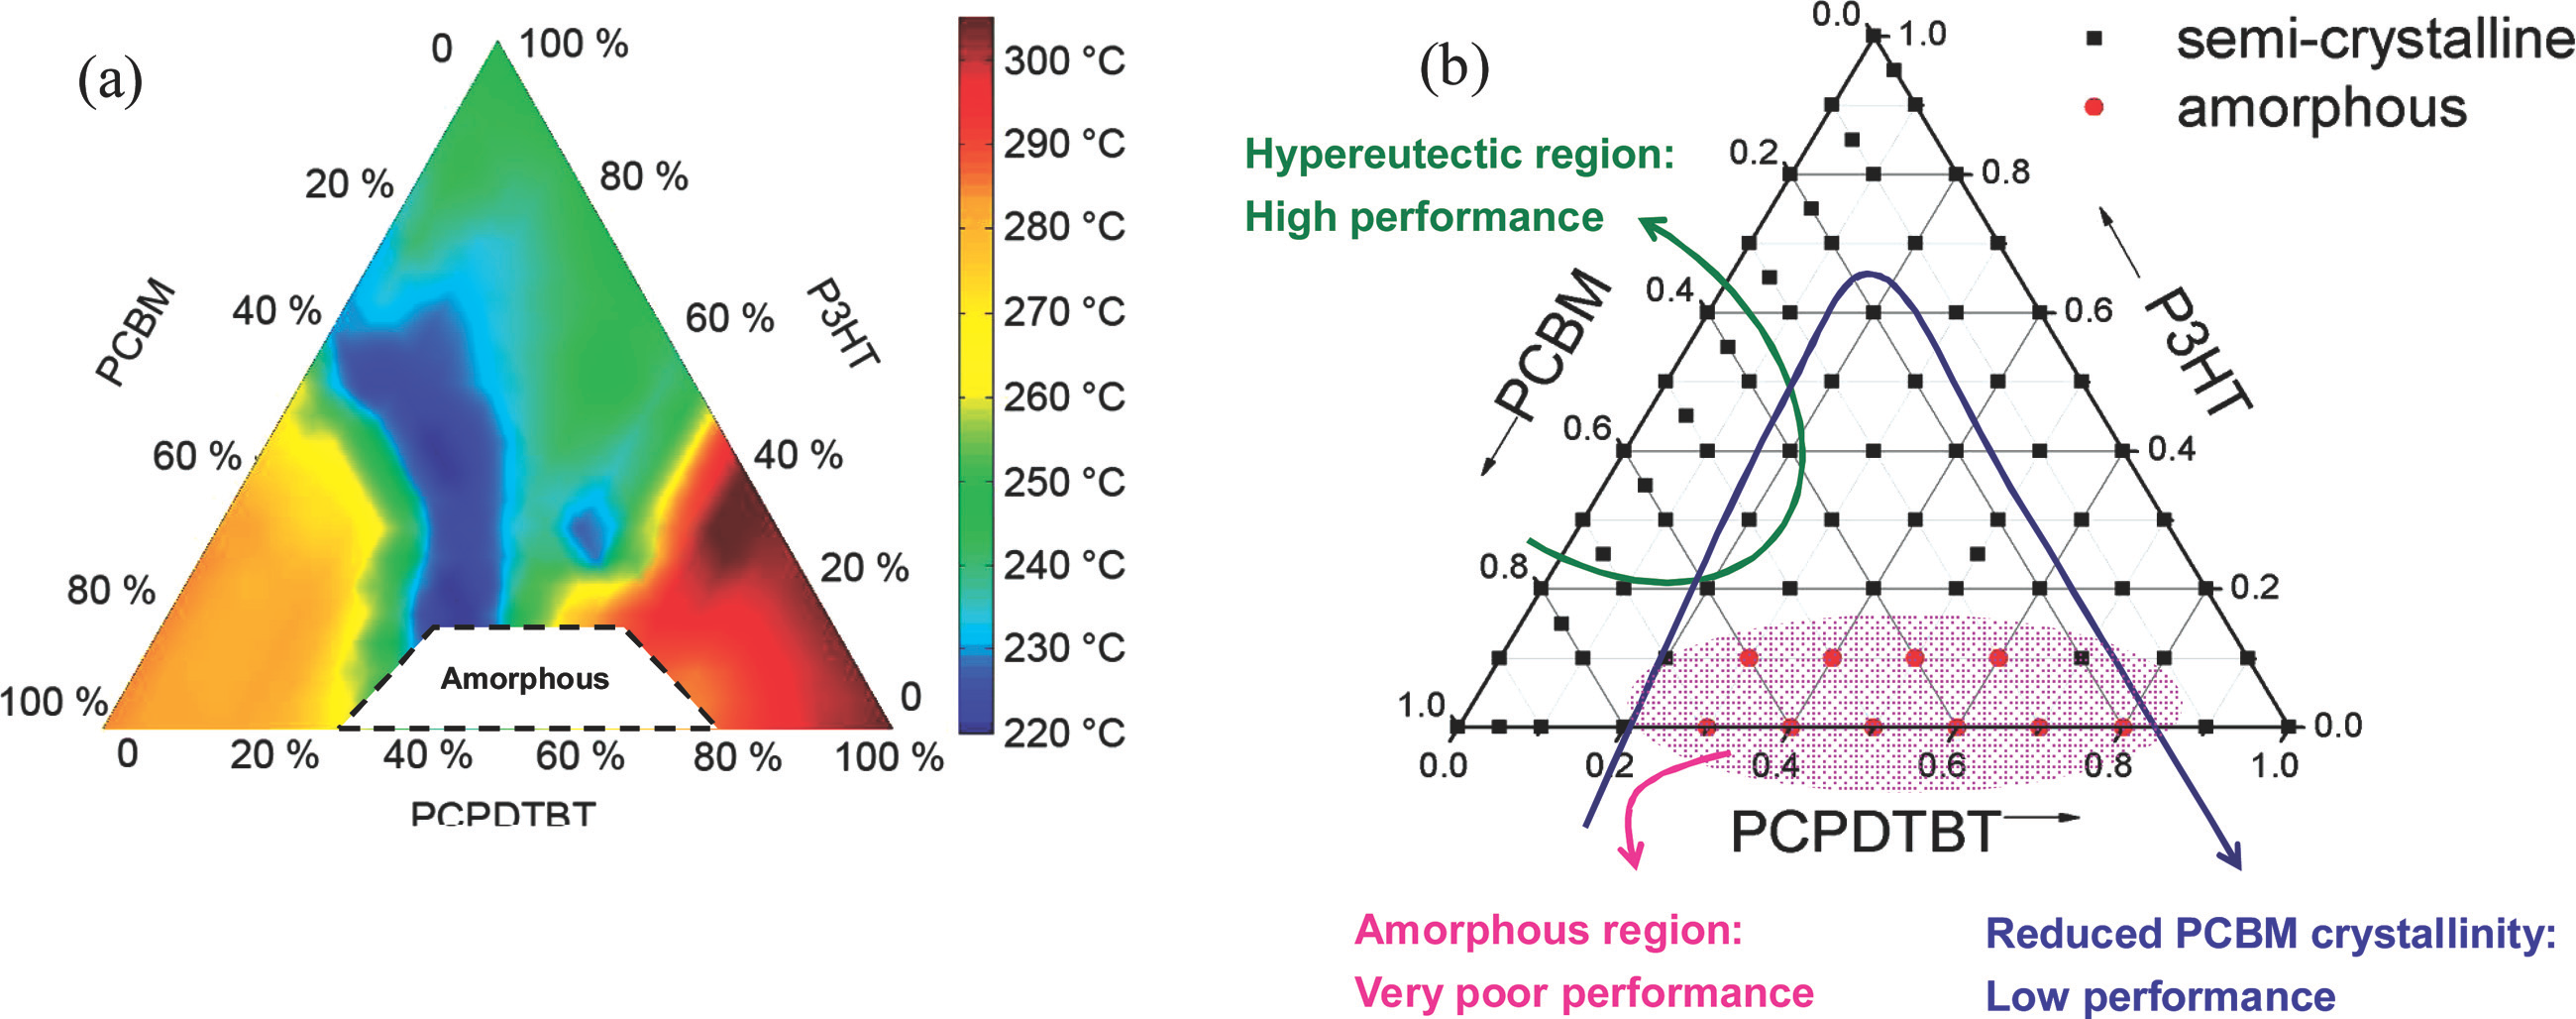 (a)
0
100 %
20 %
80 %
PCBM
40 %
P3HT
60 %
60 %
40 %
80 %
20 %
100 %
0
Amorphous
0
20 %
40 %
60 %
80 %
100 %
PCPDTBT
300 °C
290 °C
280 °C
270 °C
260 °C
250 °C
240 °C
230 °C
220 °C
(b)
semi-crystalline
amorphous
Hypereutectic region:
High performance
0.0
1.0
0.2
0.8
PCBM
0.4
0.6
P3HT
0.6
0.4
0.8
0.2
1.0
0.0
0.0
0.2
0.4
0.6
0.8
1.0
PCPDTBT
Amorphous region:
Very poor performance
Reduced PCBM crystallinity:
Low performance